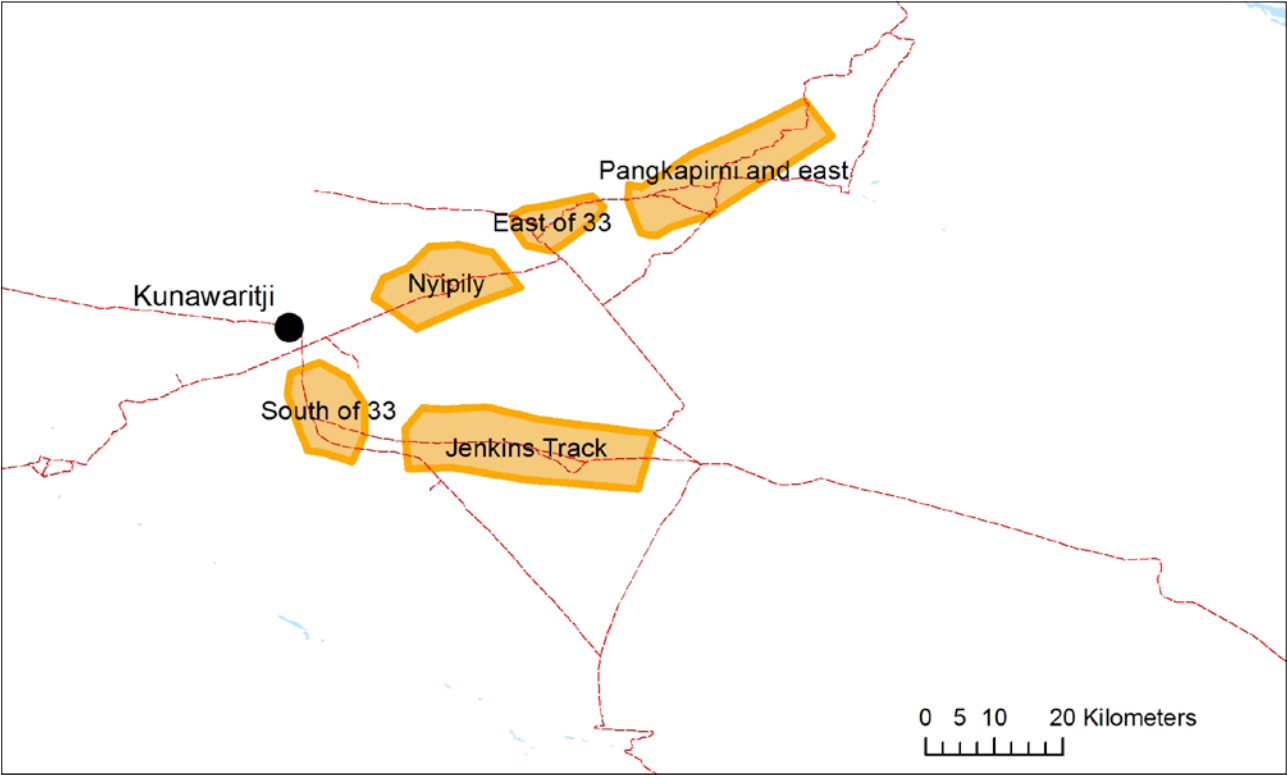 Pangkapirni and east
East of 33
Nyipily
Kunawaritji
South of 33
Jenkins Track
0 5 10 20 Kilometers